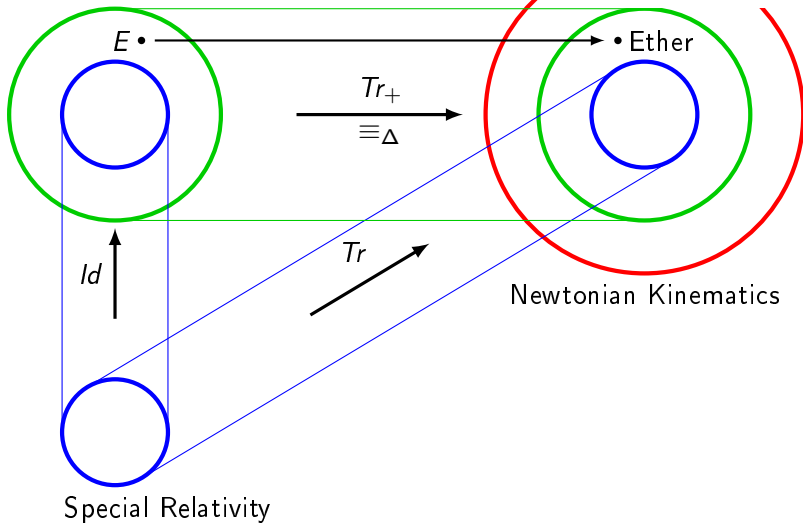 E
Ether
Tr₊
≡Δ
Tr
Id
Newtonian Kinematics
Special Relativity